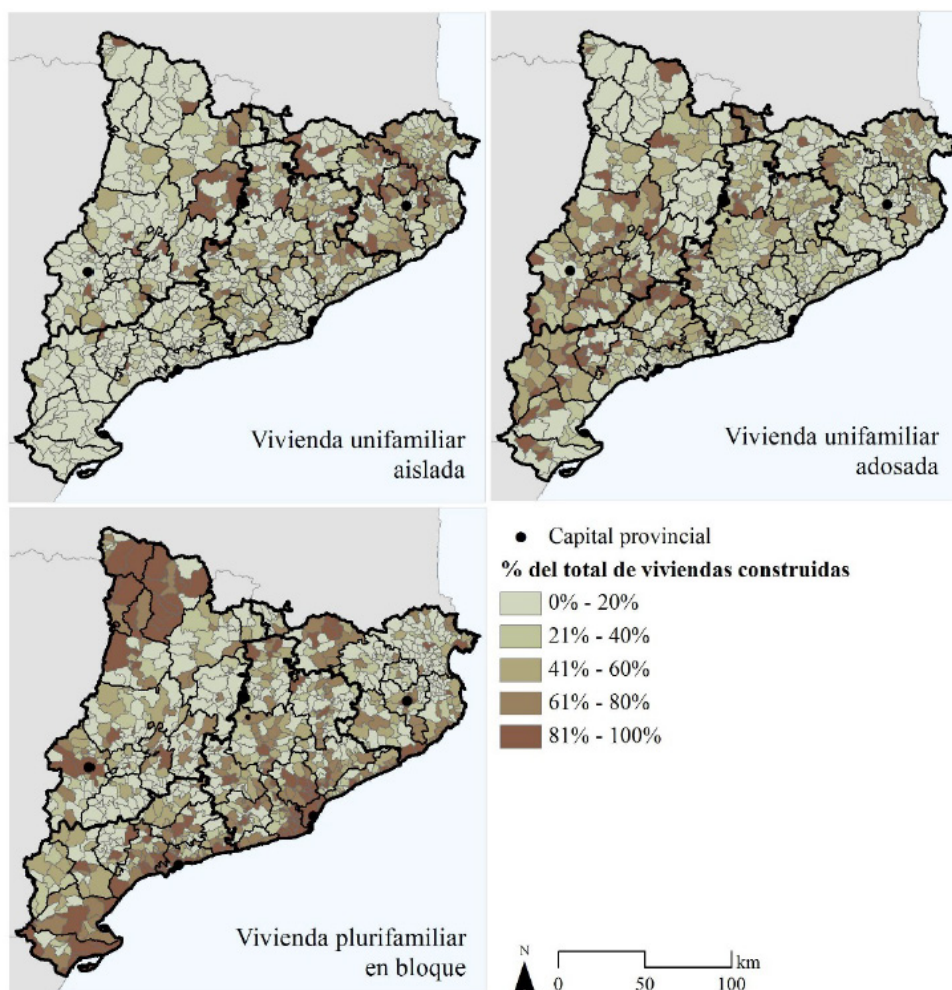 Vivienda unifamiliar
aislada
Vivienda unifamiliar
adosada
Vivienda plurifamiliar
en bloque
Capital provincial
% del total de viviendas construidas
0% - 20%
21% - 40%
41% - 60%
61% - 80%
81% - 100%
N
km
0 50 100